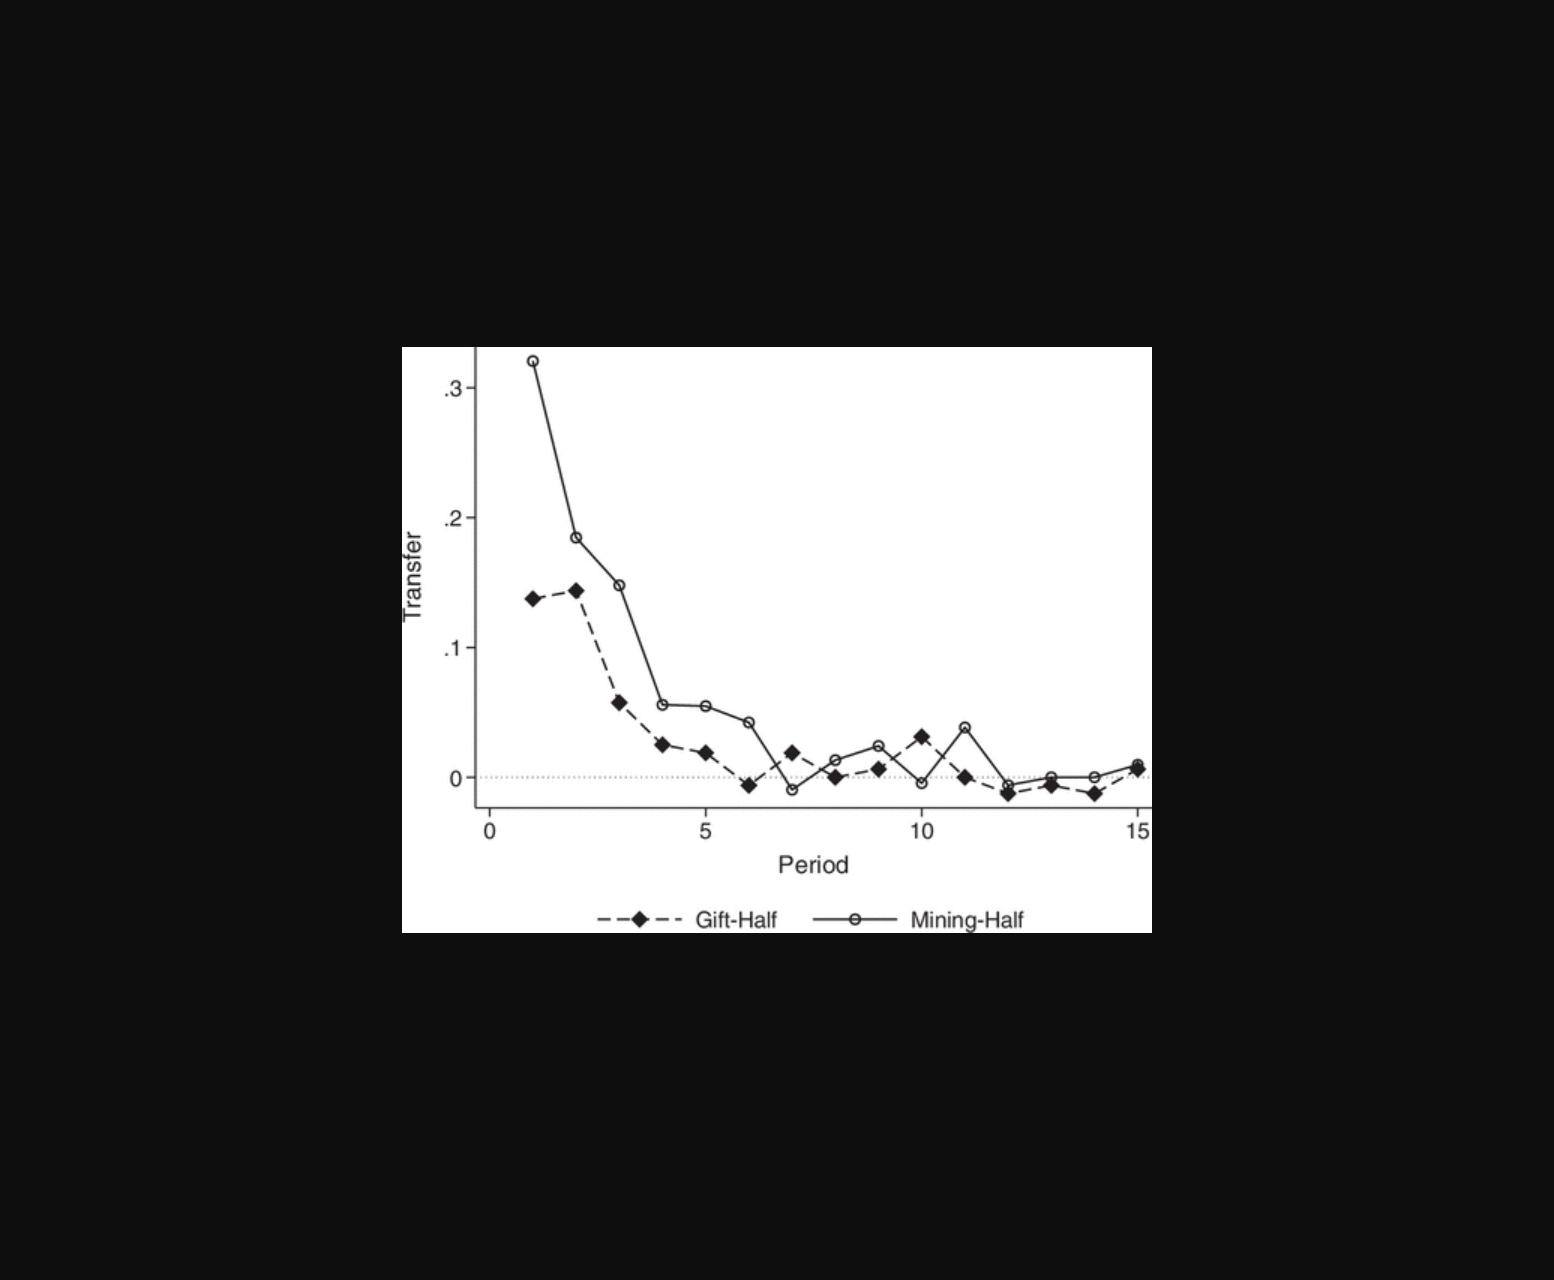 .3
.2
Transfer
.1
0
0 5 10 15
Period
Gift-Half Mining-Half